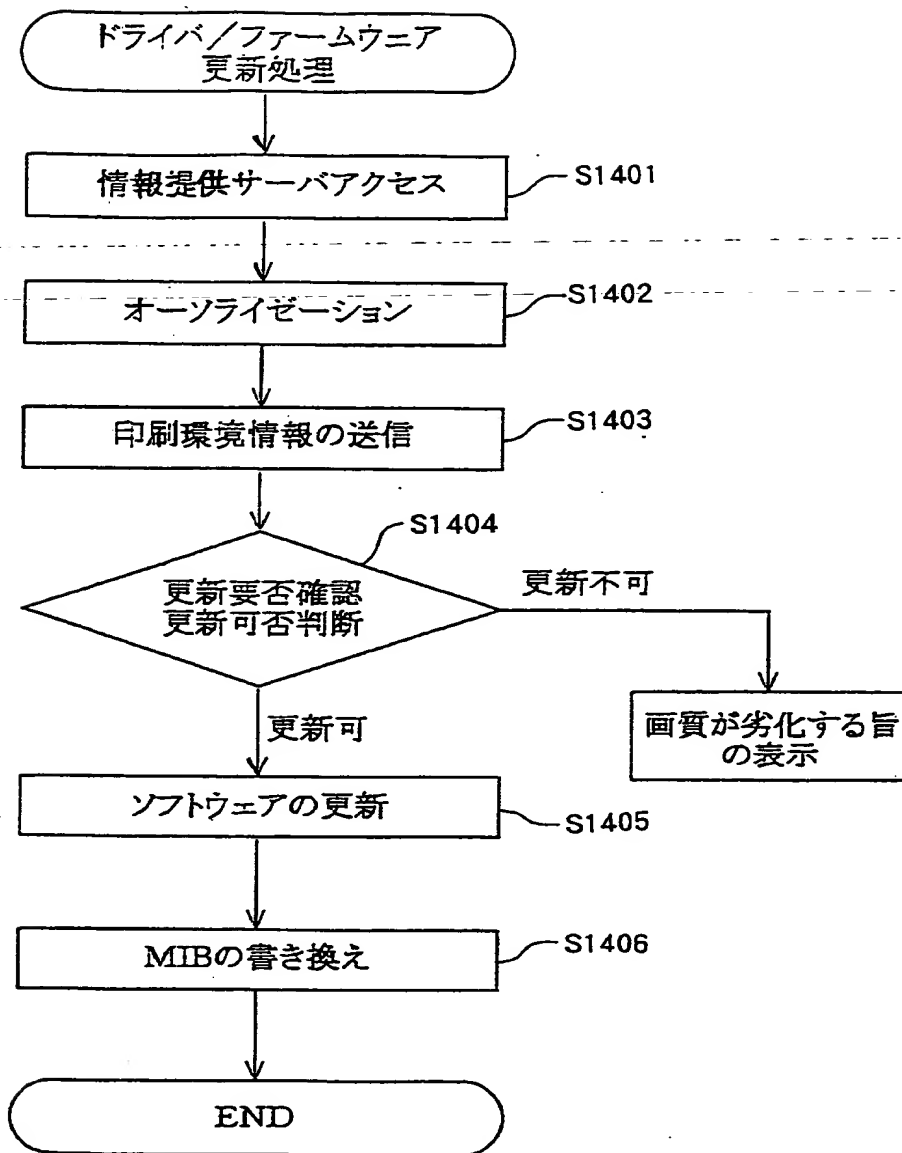 ドライバ／ファームウェア
更新処理
情報提供サーバアクセス
S1401
オーソライゼーション
S1402
印刷環境情報の送信
S1403
S1404
更新要否確認
更新可否判断
更新不可
更新可
画質が劣化する旨
の表示
ソフトウェアの更新
S1405
MIBの書き換え
S1406
END